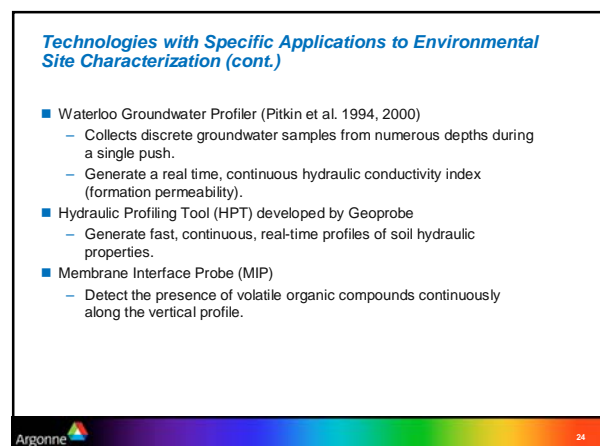 Technologies with Specific Applications to Environmental
Site Characterization (cont.)
■ Waterloo Groundwater Profiler (Pitkin et al. 1994, 2000)
– Collects discrete groundwater samples from numerous depths during
a single push.
– Generate a real time, continuous hydraulic conductivity index
(formation permeability).
■ Hydraulic Profiling Tool (HPT) developed by Geoprobe
– Generate fast, continuous, real-time profiles of soil hydraulic
properties.
■ Membrane Interface Probe (MIP)
– Detect the presence of volatile organic compounds continuously
along the vertical profile.
Argonne
24